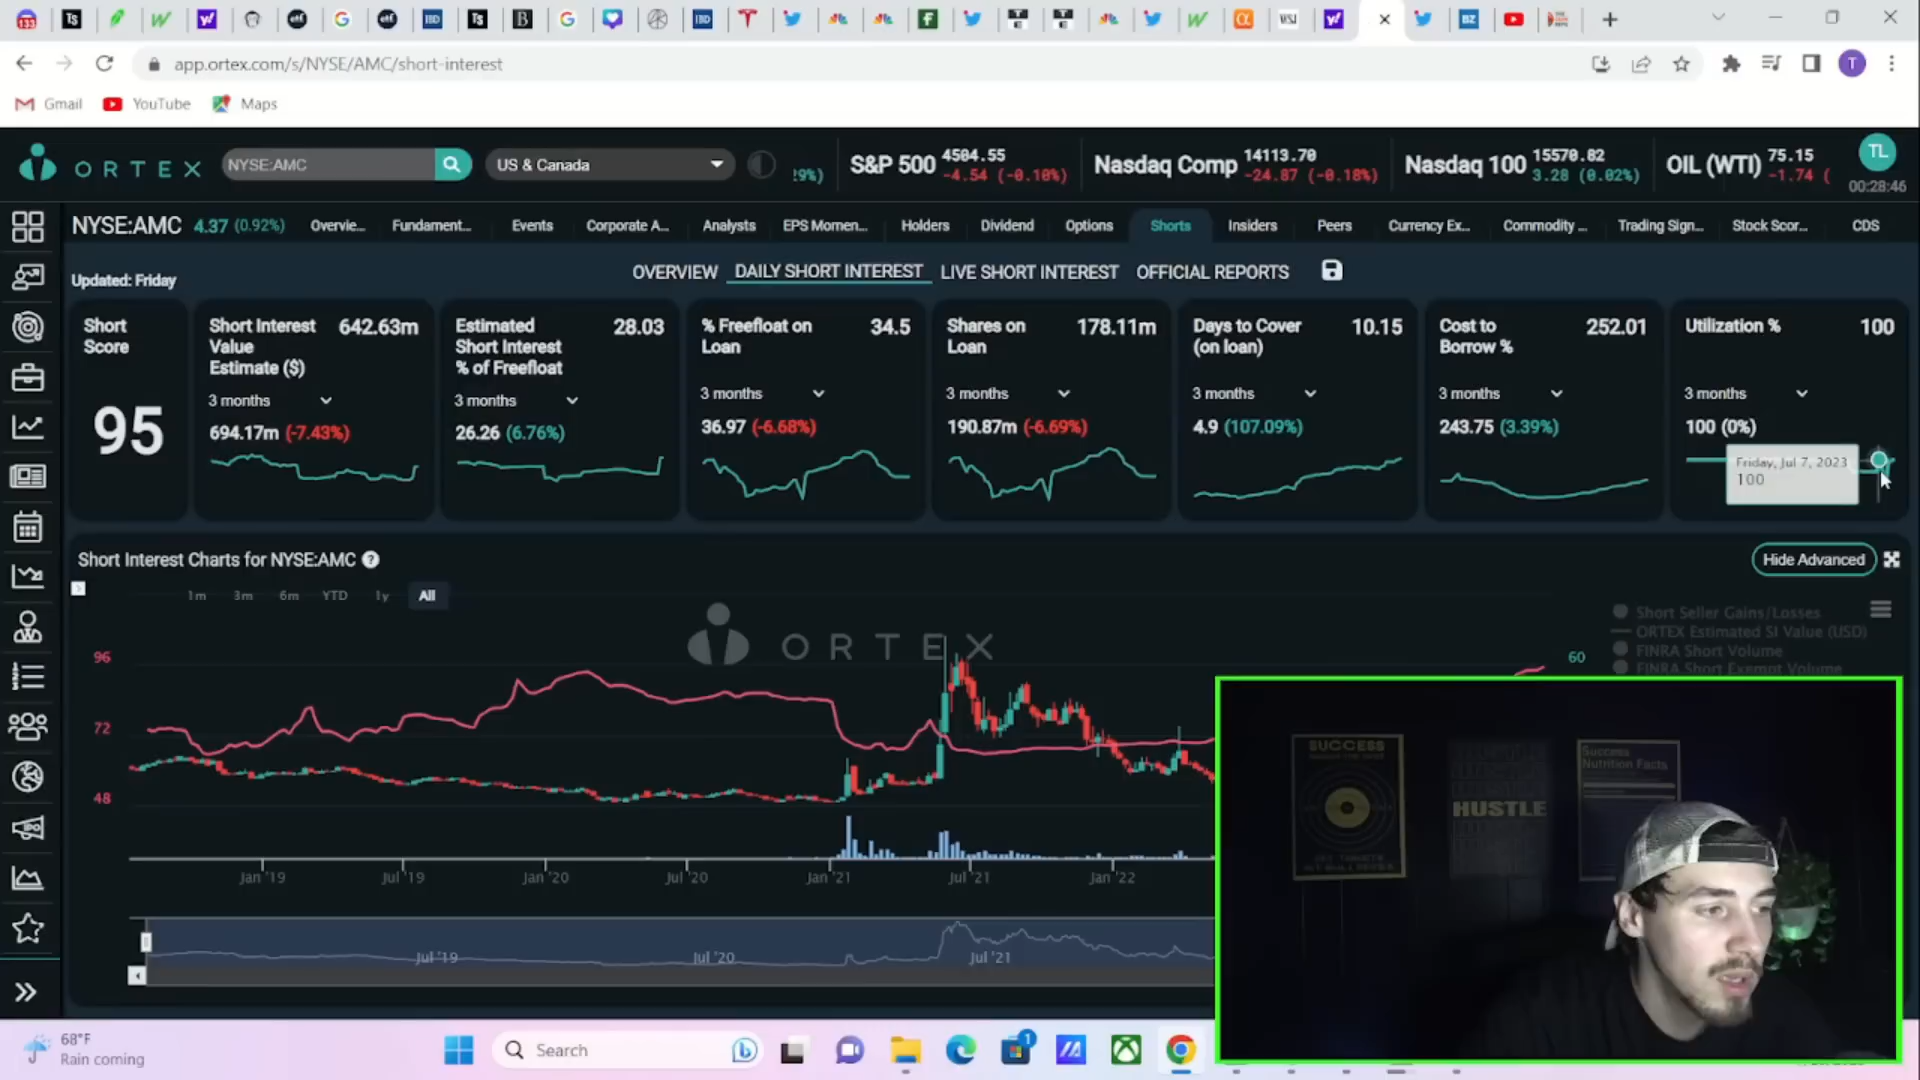 app.ortex.com/s/NYSE/AMC/short-interest
T
Gmail YouTube Maps
ORTEX NYSE:AMC US & Canada
!9%) S&P 500 4504.55 -4.54 (-0.10%)
Nasdaq Comp 14113.70 -24.87 (-0.18%)
Nasdaq 100 15570.82 3.28 (0.02%)
OIL (WTI) 75.15 -1.74 (
TL
00:28:46
NYSE:AMC 4.37 (0.92%) Overvie... Fundament... Events Corporate A... Analysts EPS Momen... Holders Dividend Options Shorts Insiders Peers Currency Ex... Commodity ... Trading Sign... Stock Scor... CDS
Updated: Friday
OVERVIEW DAILY SHORT INTEREST LIVE SHORT INTEREST OFFICIAL REPORTS
Short
Score
95
Short Interest 642.63m
Value
Estimate ($)
3 months
694.17m (-7.43%)
Estimated 28.03
Short Interest
% of Freefloat
3 months
26.26 (6.76%)
% Freefloat on 34.5
Loan
3 months
36.97 (-6.68%)
Shares on 178.11m
Loan
3 months
190.87m (-6.69%)
Days to Cover 10.15
(on loan)
3 months
4.9 (107.09%)
Cost to 252.01
Borrow %
3 months
243.75 (3.39%)
Utilization % 100
3 months
100 (0%)
Friday, Jul 7, 2023
100
Short Interest Charts for NYSE:AMC ?
Hide Advanced
1m 3m 6m YTD 1y All
ORTEX
Short Seller Gains/Losses
ORTEX Estimated SI Value (USD)
FINRA Short Volume
FINRA Short Exempt Volume
96
60
72
48
Jan '19 Jul '19 Jan '20 Jul '20 Jan '21 Jul '21 Jan '22
Jul '19 Jul '20 Jul '21
SUCCESS
HUSTLE
Success
Nutrition Facts
68°F
Rain coming
Search
1